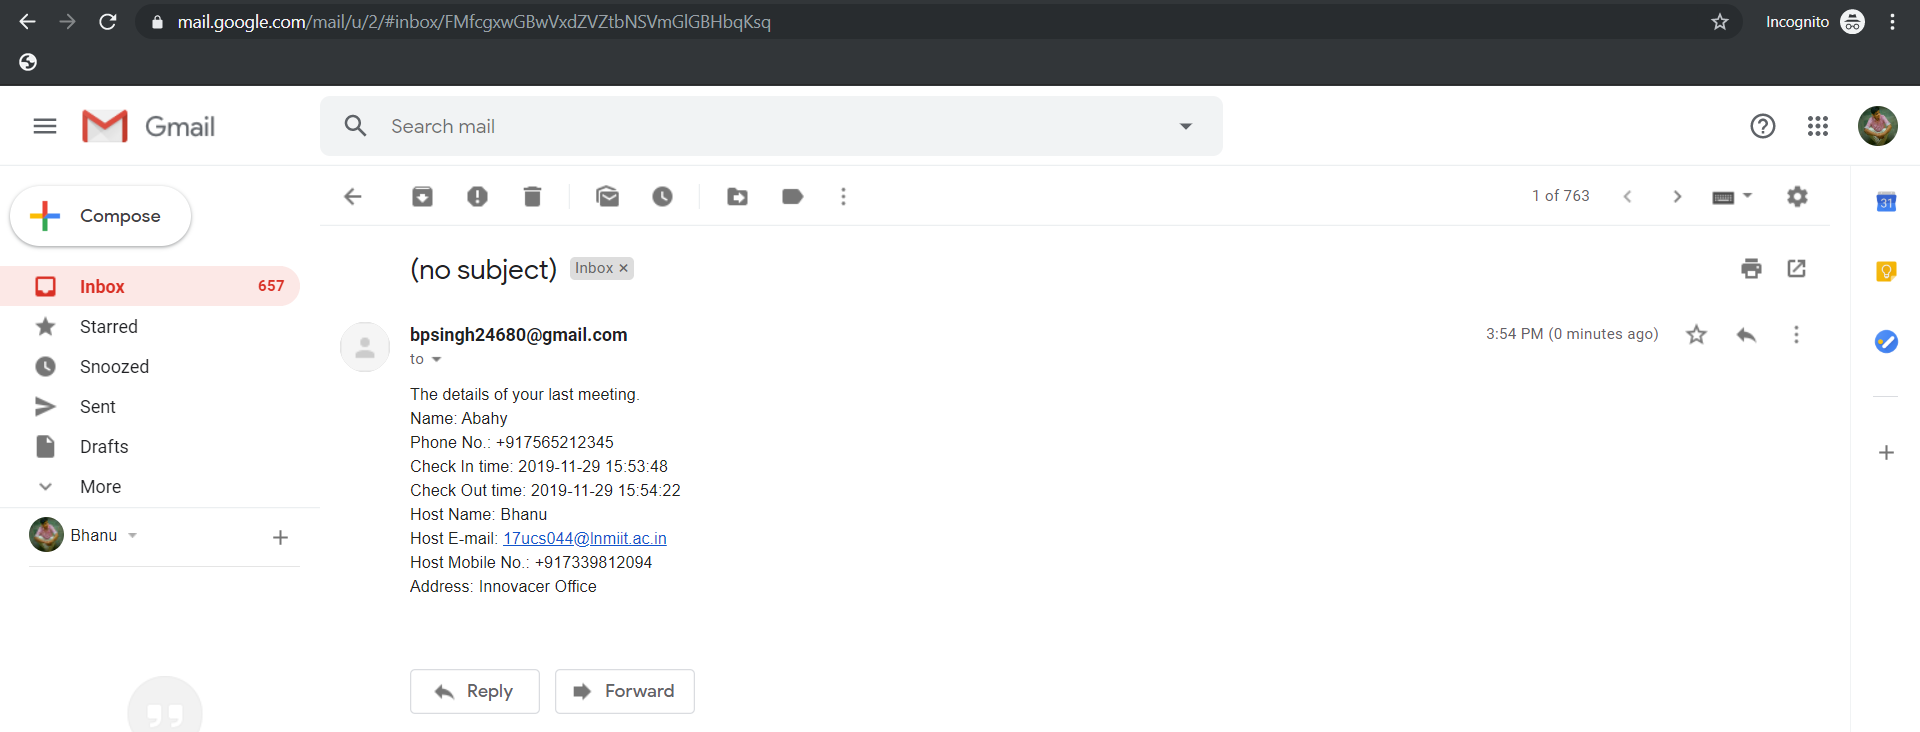 mail.google.com/mail/u/2/#inbox/FMfcgxwGBwVxdZVZtbNSVmGlGBHbqKsq
Incognito
Gmail
Search mail
Compose
1 of 763
31
(no subject)
Inbox ×
Inbox 657
Starred
Snoozed
Sent
Drafts
More
Bhanu
bpsingh24680@gmail.com
3:54 PM (0 minutes ago)
to
The details of your last meeting.
Name: Abahy
Phone No.: +917565212345
Check In time: 2019-11-29 15:53:48
Check Out time: 2019-11-29 15:54:22
Host Name: Bhanu
Host E-mail: 17ucs044@lnmiit.ac.in
Host Mobile No.: +917339812094
Address: Innovacer Office
Reply
Forward